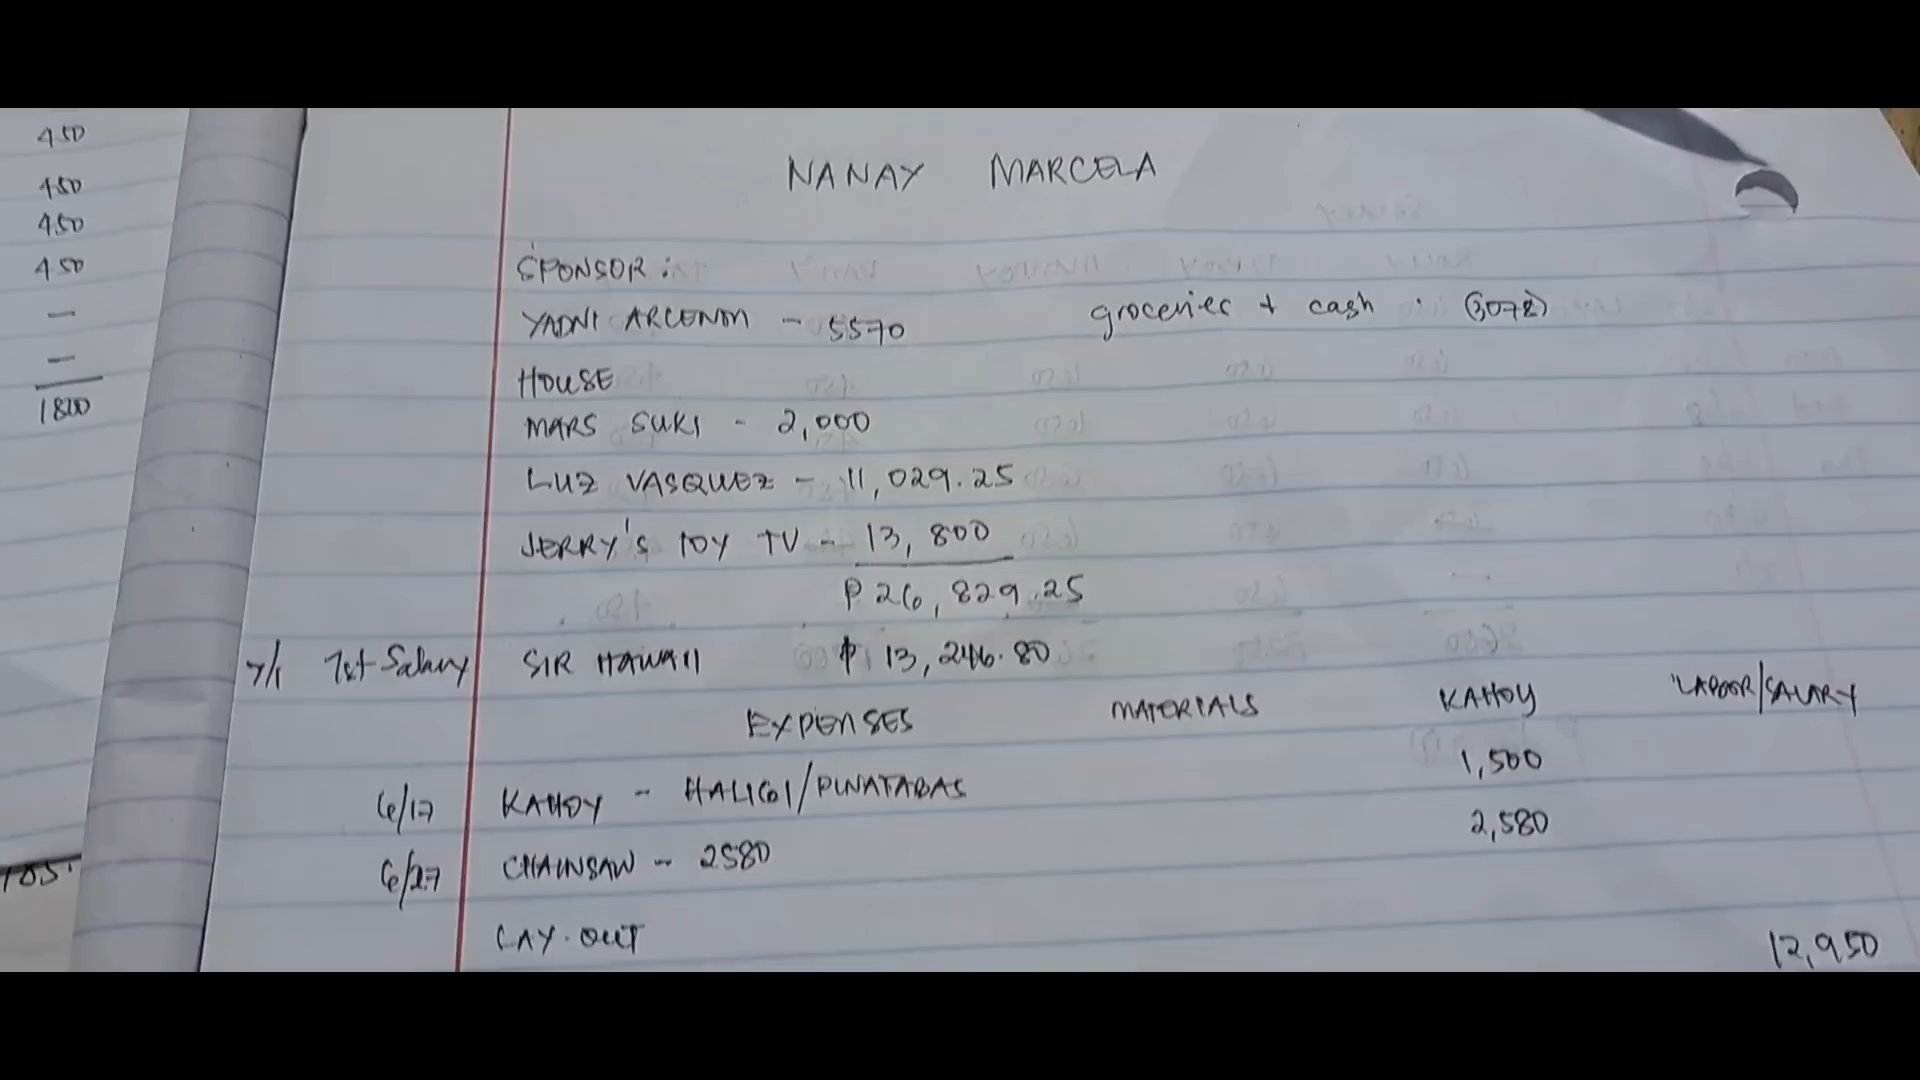 450
450
450
450
—
—
1800
NANAY MARCELA
SPONSOR:
YADNI ARCENM - 5570 groceries + cash : (3072)
HOUSE
MARS SUKI - 2,000
LUZ VASQUEZ - 11,029.25
JERRY'S TOY TV - 13,800
₱ 26,829.25
7/1 1st Salary SIR HAWAII ₱ 13,246.80
EXPENSES MATERIALS KAHOY LABOR/SALARY
1,500
6/17 KAHOY - HALIGI/PINATABAS
2,580
6/27 CHAINSAW - 2580
LAY-OUT 12,950